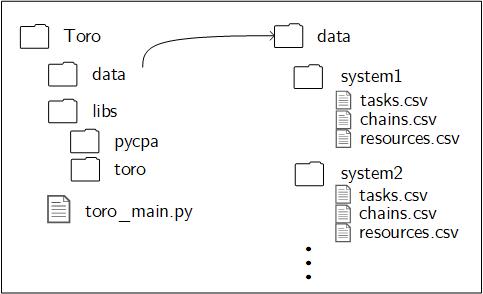 Toro
data
libs
pycpa
toro
toro_main.py
data
system1
tasks.csv
chains.csv
resources.csv
system2
tasks.csv
chains.csv
resources.csv